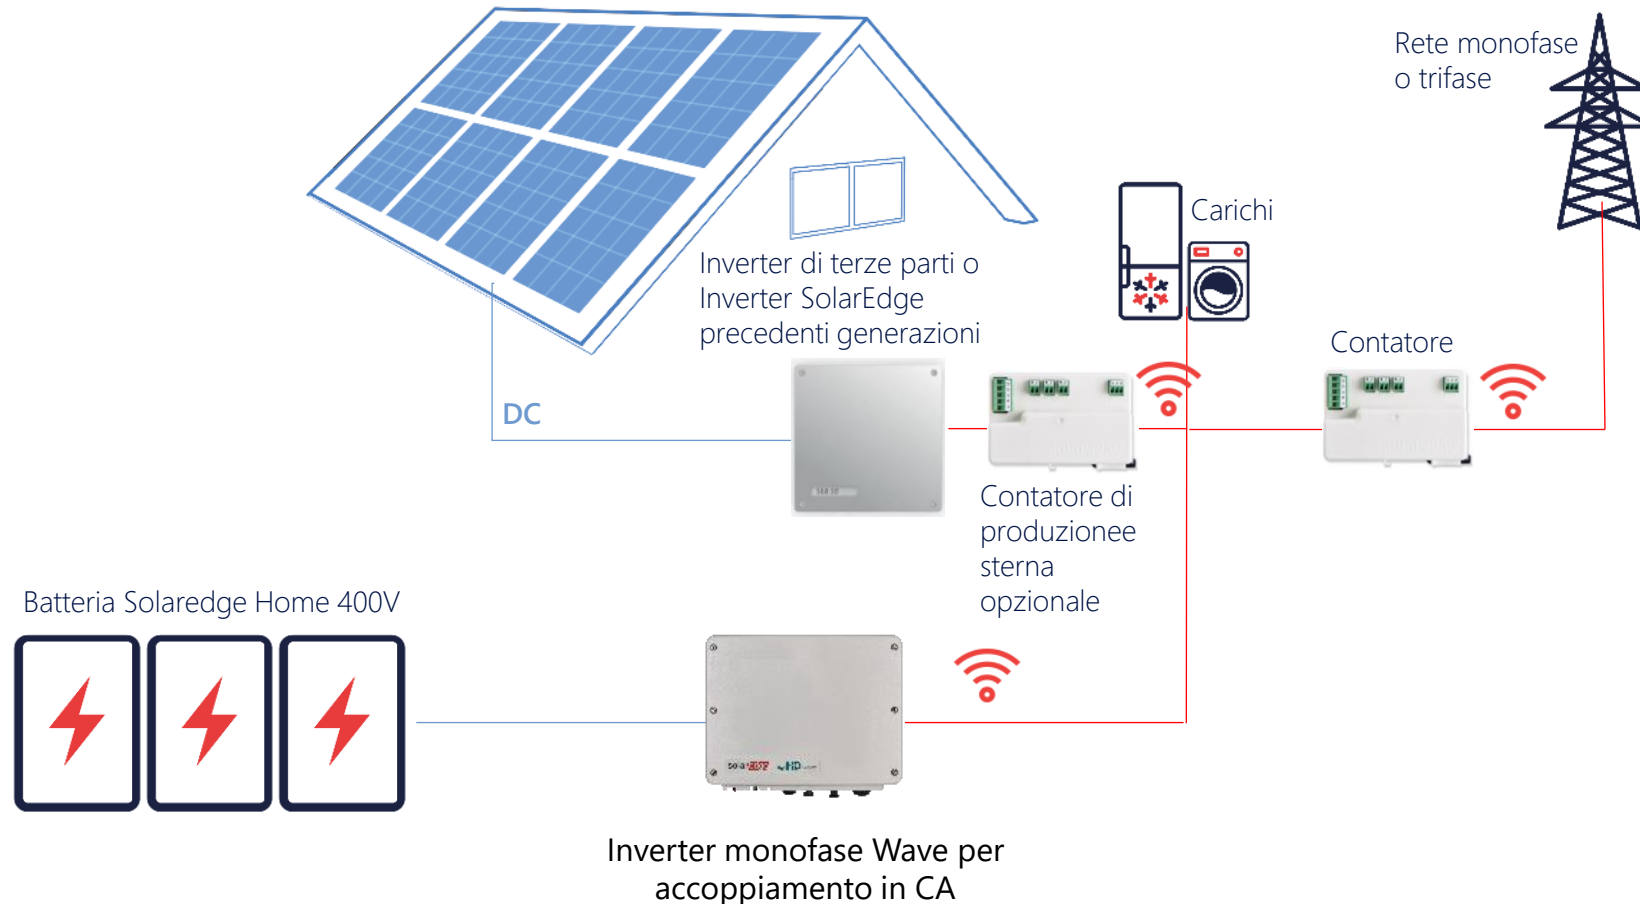 Rete monofase
o trifase
Carichi
Inverter di terze parti o
Inverter SolarEdge
precedenti generazioni
Contatore
DC
Contatore di
produzionee
sterna
opzionale
Batteria Solaredge Home 400V
solaredge
Inverter monofase Wave per
accoppiamento in CA